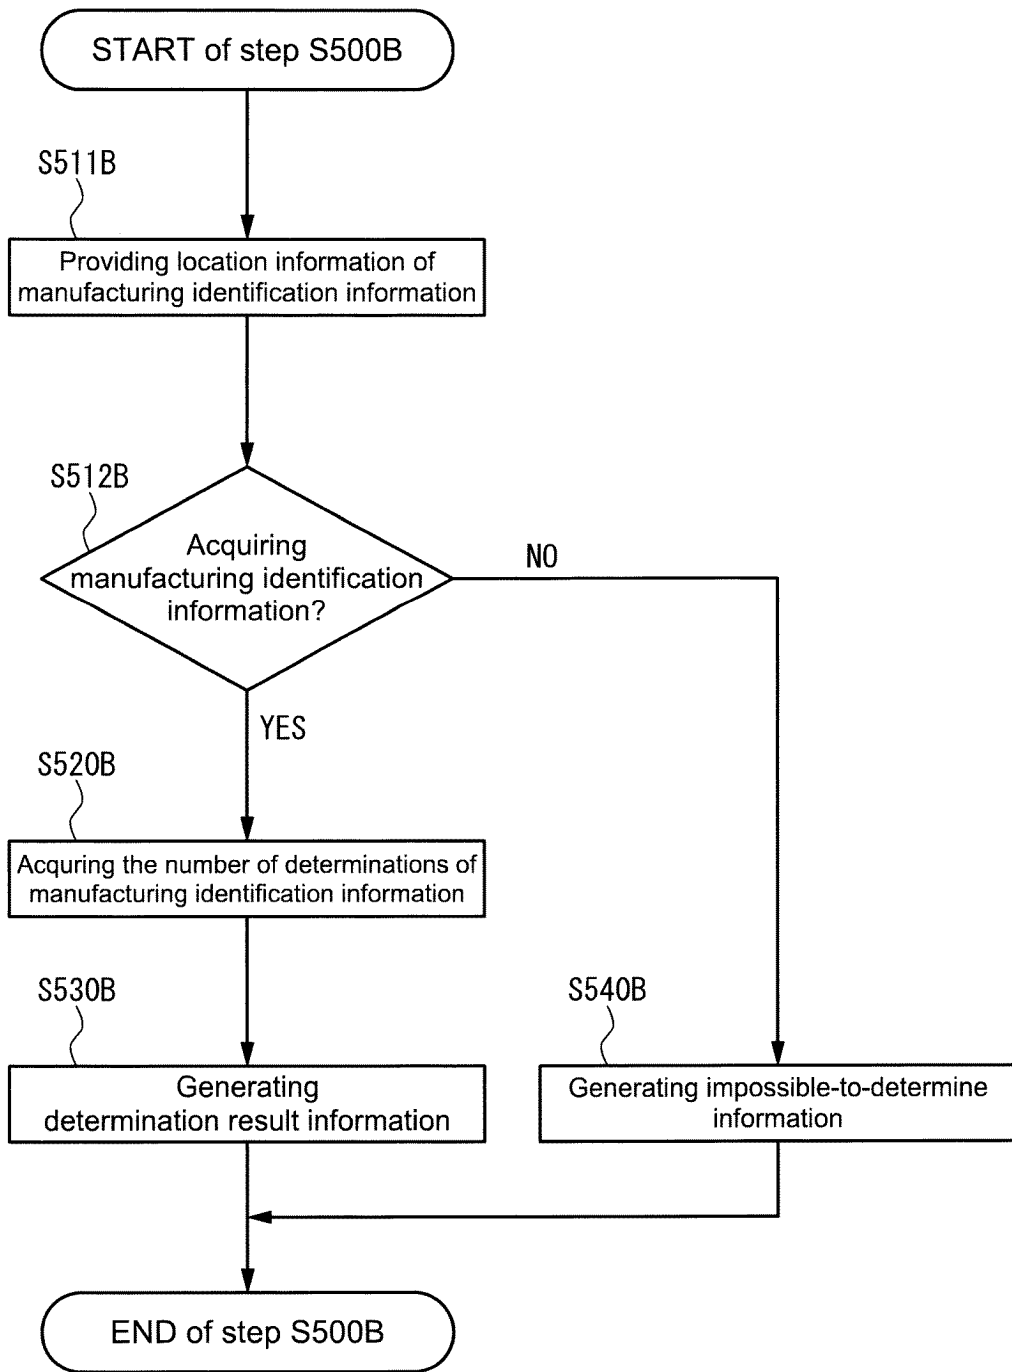 START of step S500B
S511B
Providing location information of
manufacturing identification information
S512B
Acquiring
manufacturing identification
information?
NO
YES
S520B
Acquring the number of determinations of
manufacturing identification information
S530B
Generating
determination result information
S540B
Generating impossible-to-determine
information
END of step S500B